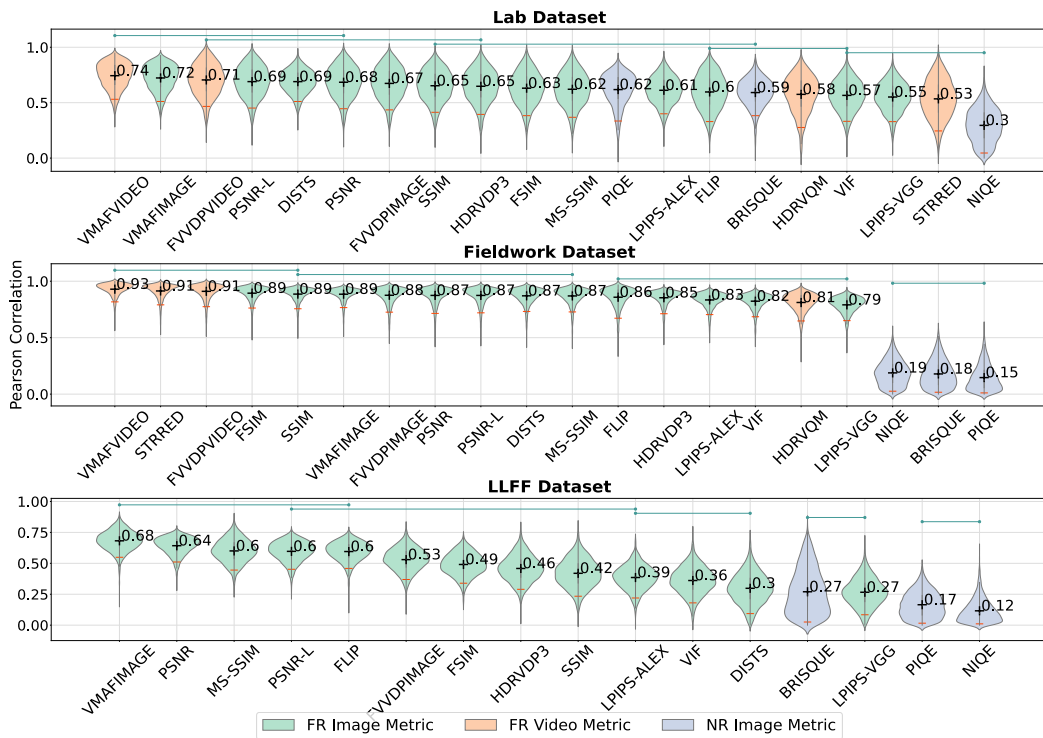 Lab Dataset
1.0
0.5
0.0
0.74 0.72 0.71 0.69 0.69 0.68 0.67 0.65 0.65 0.63 0.62 0.62 0.61 0.6 0.59 0.58 0.57 0.55 0.53 0.3
VMAFVIDEO VMAFIMAGE FVVDPVIDEO PSNR-L DISTS PSNR FVVDPIMAGE SSIM HDRVDP3 FSIM MS-SSIM PIQE LPIPS-ALEX FLIP BRISQUE HDRVQM VIF LPIPS-VGG STRRED NIQE
Fieldwork Dataset
Pearson Correlation
1.0
0.5
0.0
0.93 0.91 0.91 0.89 0.89 0.89 0.88 0.87 0.87 0.87 0.87 0.86 0.85 0.83 0.82 0.81 0.79 0.19 0.18 0.15
VMAFVIDEO STRRED FVVDPVIDEO FSIM SSIM VMAFIMAGE FVVDPIMAGE PSNR PSNR-L DISTS MS-SSIM FLIP HDRVDP3 LPIPS-ALEX VIF HDRVQM LPIPS-VGG NIQE BRISQUE PIQE
LLFF Dataset
1.00
0.75
0.50
0.25
0.00
0.68 0.64 0.6 0.6 0.6 0.53 0.49 0.46 0.42 0.39 0.36 0.3 0.27 0.27 0.17 0.12
VMAFIMAGE PSNR MS-SSIM PSNR-L FLIP FVVDPIMAGE FSIM HDRVDP3 SSIM LPIPS-ALEX VIF DISTS BRISQUE LPIPS-VGG PIQE NIQE
FR Image Metric FR Video Metric NR Image Metric